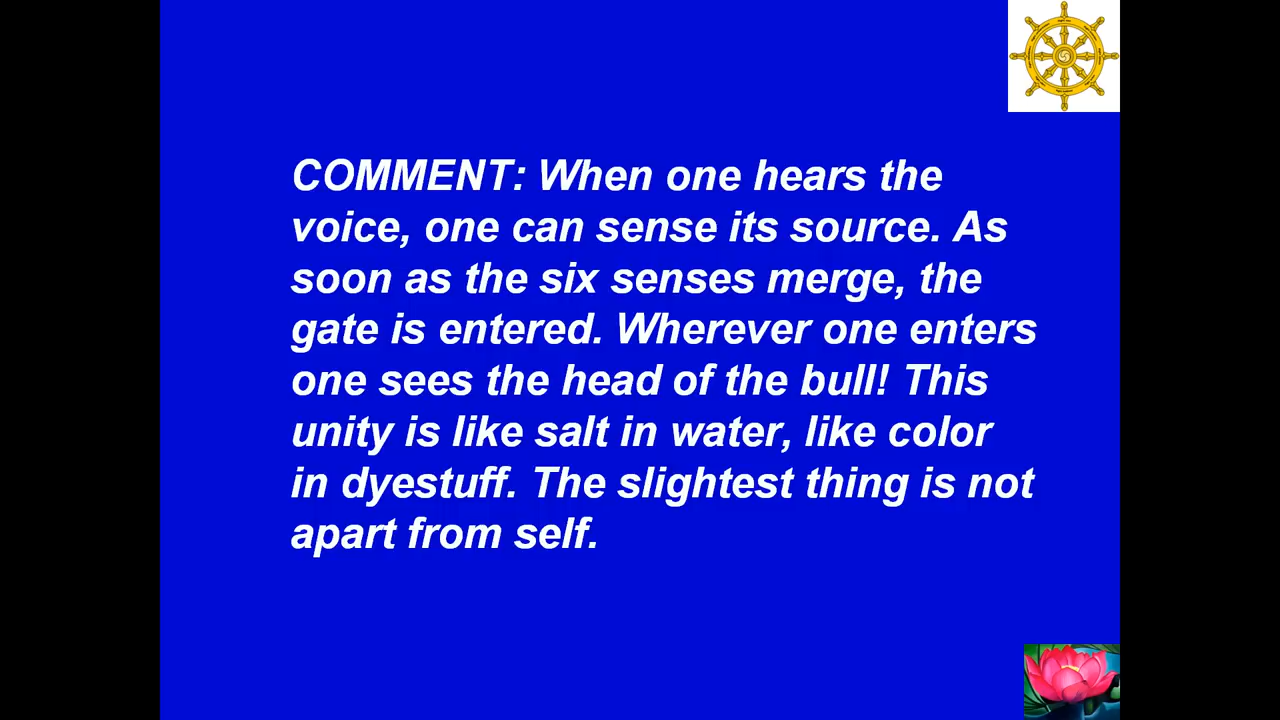 COMMENT: When one hears the
voice, one can sense its source. As
soon as the six senses merge, the
gate is entered. Wherever one enters
one sees the head of the bull! This
unity is like salt in water, like color
in dyestuff. The slightest thing is not
apart from self.